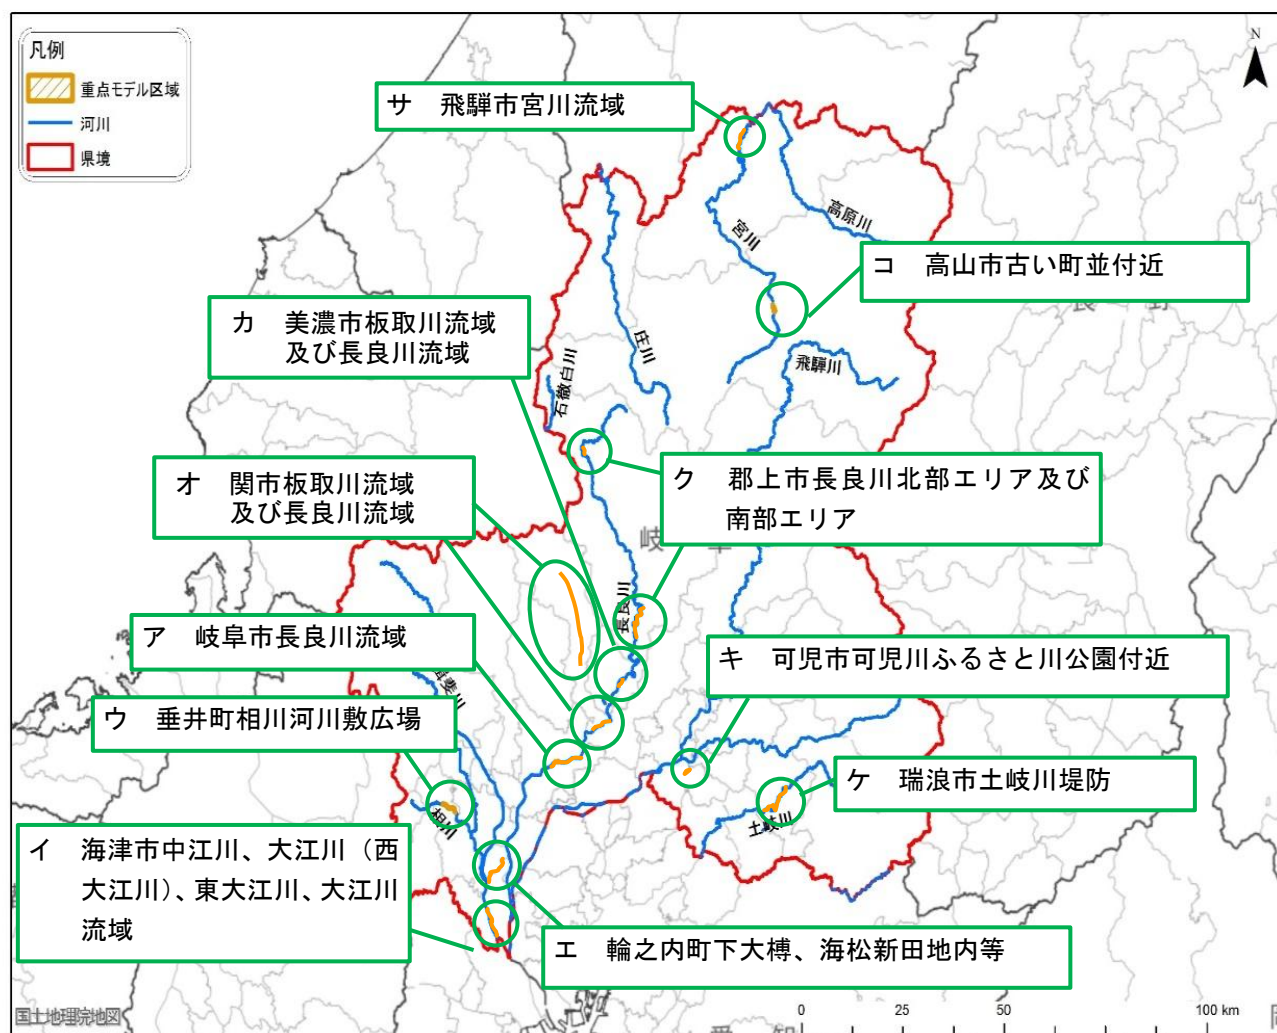 凡例
重点モデル区域
河川
県境
N
サ 飛騨市宮川流域
高原川
宮川
コ 高山市古い町並付近
カ 美濃市板取川流域
及び長良川流域
庄川
石徹白川
飛騨川
オ 関市板取川流域
及び長良川流域
ク 郡上市長良川北部エリア及び
南部エリア
岐
長良川
ア 岐阜市長良川流域
キ 可児市可児川ふるさと川公園付近
ウ 垂井町相川河川敷広場
ケ 瑞浪市土岐川堤防
相川
土岐川
イ 海津市中江川、大江川（西
大江川）、東大江川、大江川
流域
エ 輪之内町下大榑、海松新田地内等
国土地理院地図
0 25 50 100 km